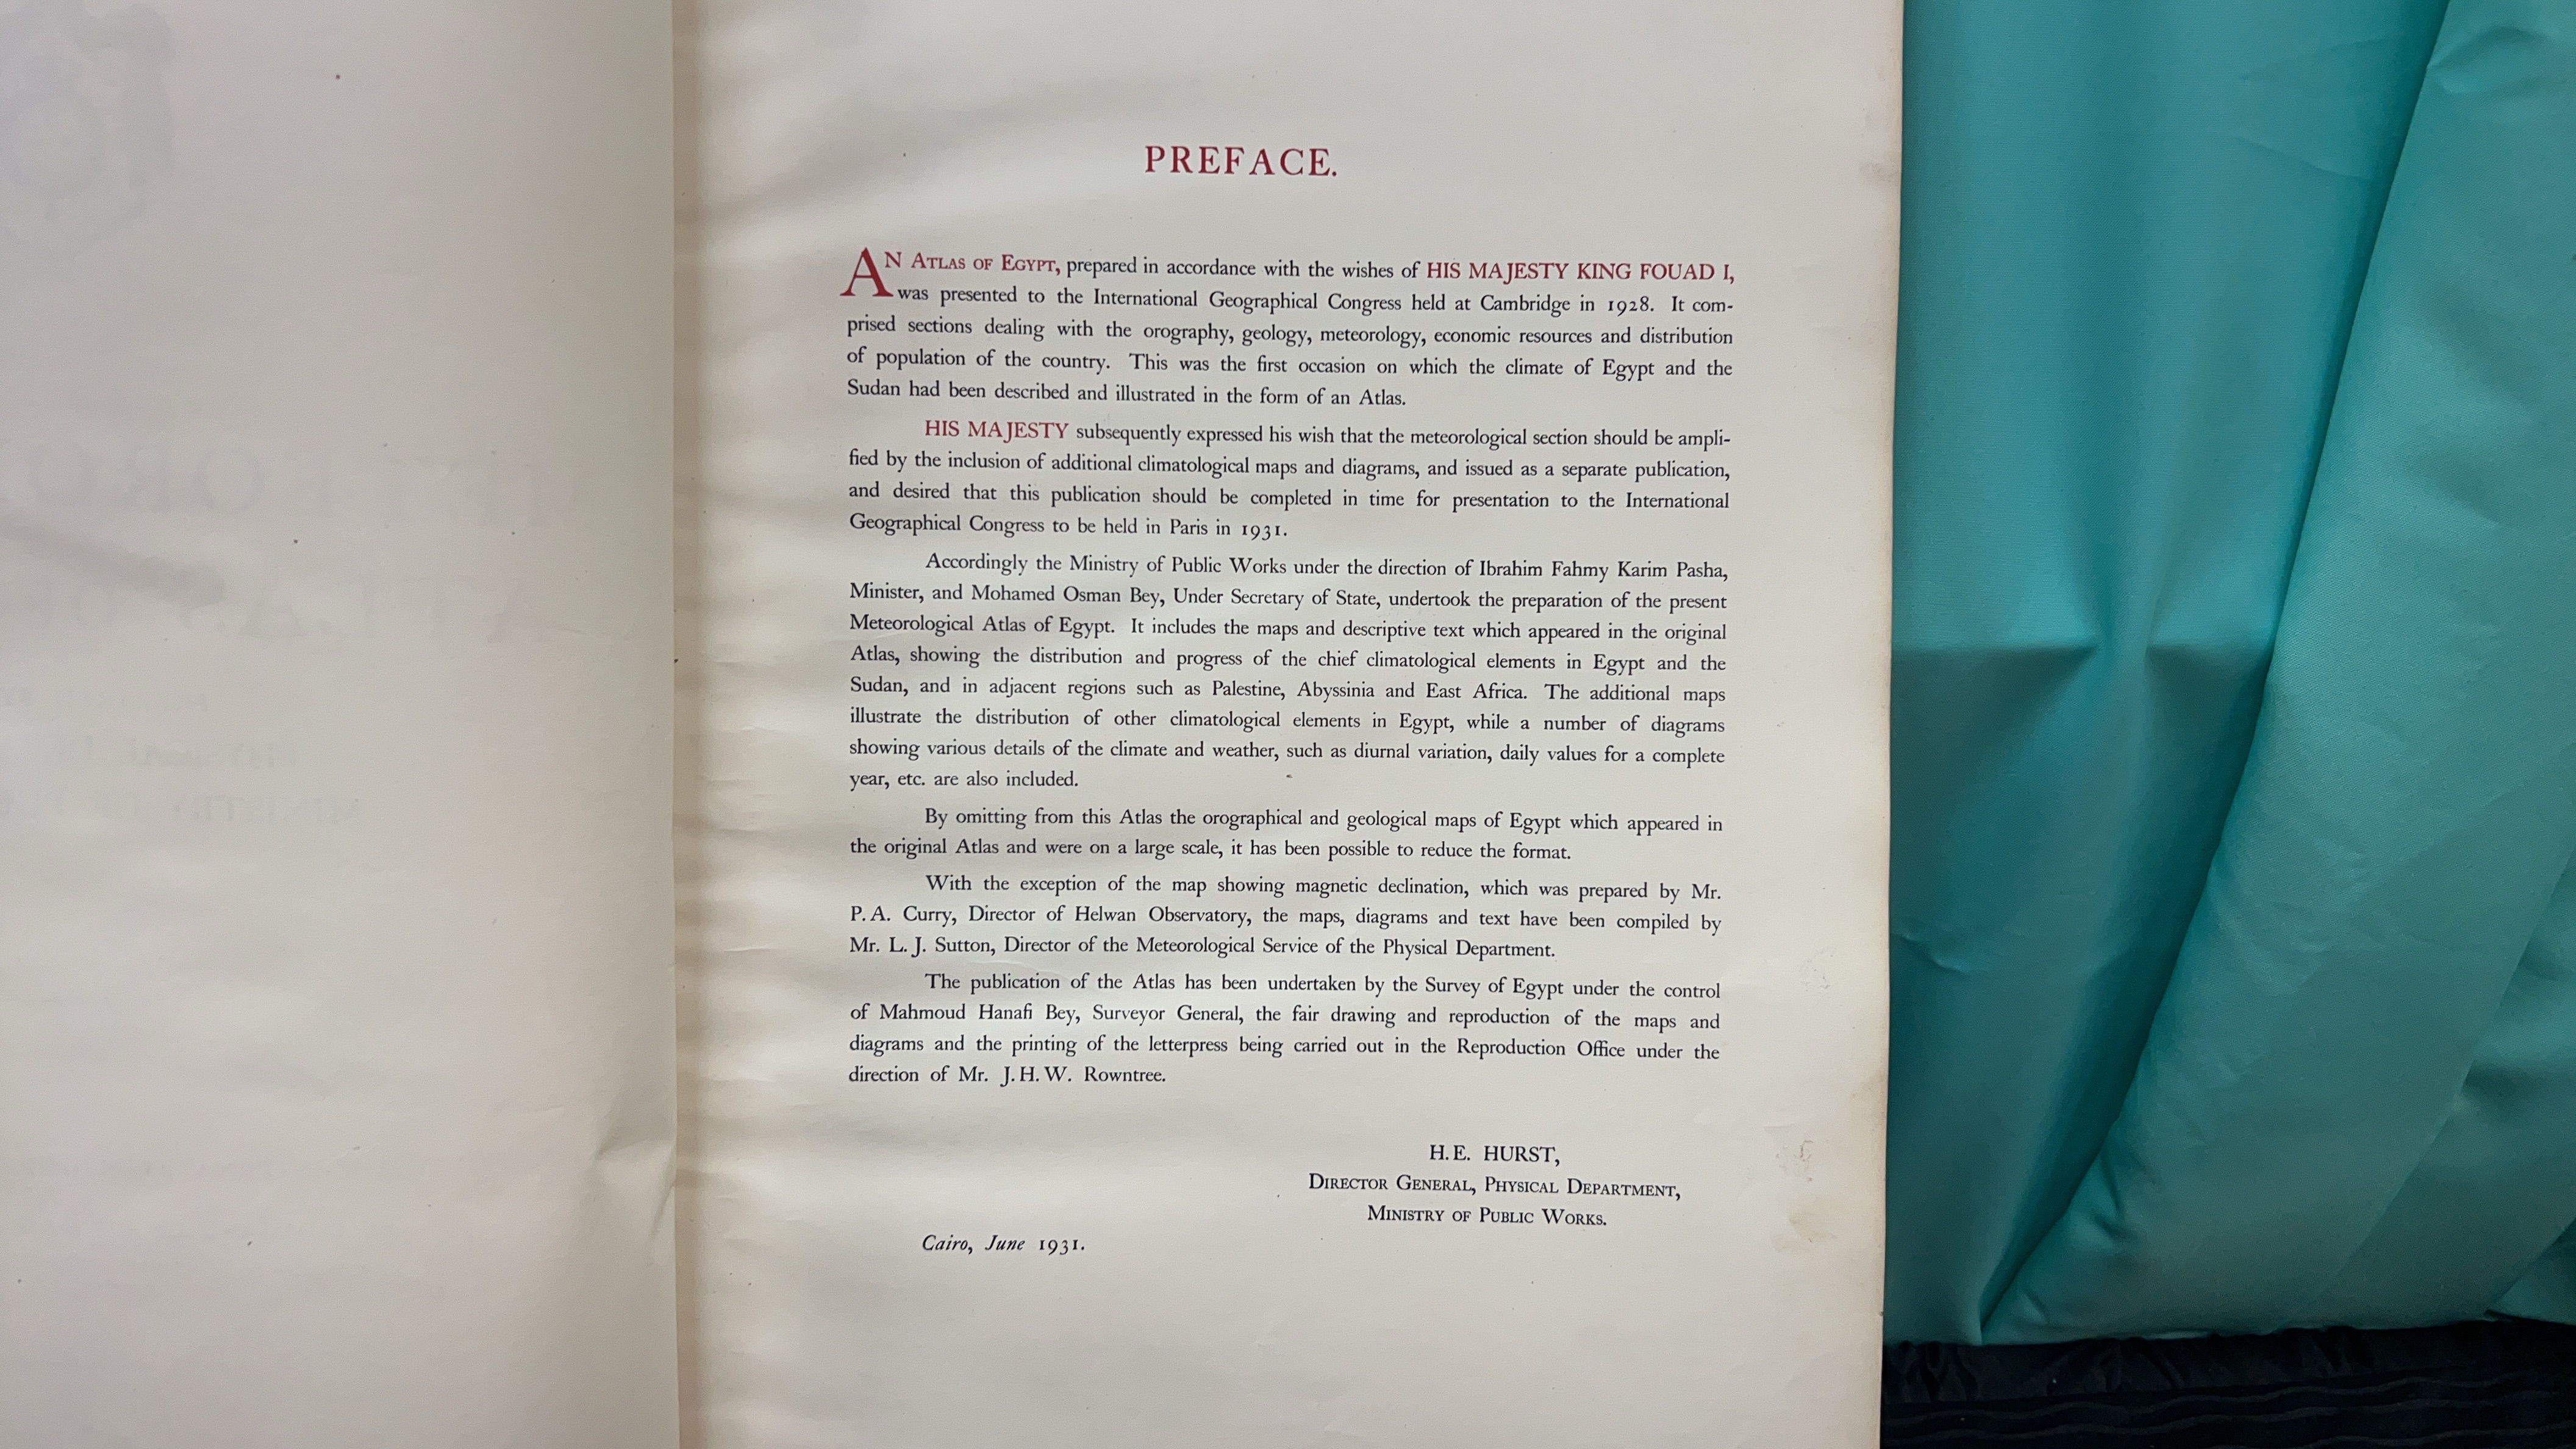 PREFACE.
AN ATLAS OF EGYPT, prepared in accordance with the wishes of HIS MAJESTY KING FOUAD I,
was presented to the International Geographical Congress held at Cambridge in 1928. It com-
prised sections dealing with the orography, geology, meteorology, economic resources and distribution
of population of the country. This was the first occasion on which the climate of Egypt and the
Sudan had been described and illustrated in the form of an Atlas.
HIS MAJESTY subsequently expressed his wish that the meteorological section should be ampli-
fied by the inclusion of additional climatological maps and diagrams, and issued as a separate publication,
and desired that this publication should be completed in time for presentation to the International
Geographical Congress to be held in Paris in 1931.
Accordingly the Ministry of Public Works under the direction of Ibrahim Fahmy Karim Pasha,
Minister, and Mohamed Osman Bey, Under Secretary of State, undertook the preparation of the present
Meteorological Atlas of Egypt. It includes the maps and descriptive text which appeared in the original
Atlas, showing the distribution and progress of the chief climatological elements in Egypt and the
Sudan, and in adjacent regions such as Palestine, Abyssinia and East Africa. The additional maps
illustrate the distribution of other climatological elements in Egypt, while a number of diagrams
showing various details of the climate and weather, such as diurnal variation, daily values for a complete
year, etc. are also included.
By omitting from this Atlas the orographical and geological maps of Egypt which appeared in
the original Atlas and were on a large scale, it has been possible to reduce the format.
With the exception of the map showing magnetic declination, which was prepared by Mr.
P. A. Curry, Director of Helwan Observatory, the maps, diagrams and text have been compiled by
Mr. L. J. Sutton, Director of the Meteorological Service of the Physical Department.
The publication of the Atlas has been undertaken by the Survey of Egypt under the control
of Mahmoud Hanafi Bey, Surveyor General, the fair drawing and reproduction of the maps and
diagrams and the printing of the letterpress being carried out in the Reproduction Office under the
direction of Mr. J. H. W. Rowntree.
H. E. HURST,
DIRECTOR GENERAL, PHYSICAL DEPARTMENT,
MINISTRY OF PUBLIC WORKS.
Cairo, June 1931.